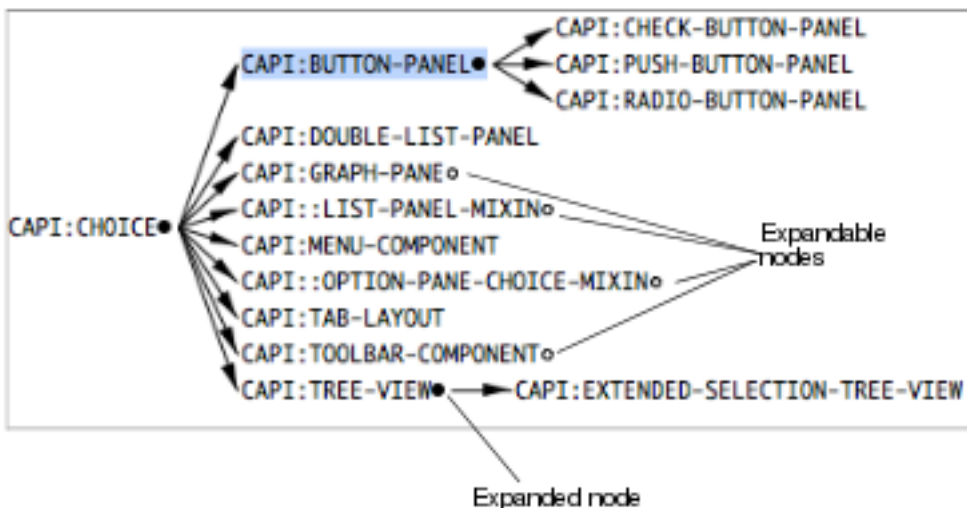 CAPI:CHECK-BUTTON-PANEL
CAPI:BUTTON-PANEL
CAPI:PUSH-BUTTON-PANEL
CAPI:RADIO-BUTTON-PANEL
CAPI:DOUBLE-LIST-PANEL
CAPI:GRAPH-PANE
CAPI::LIST-PANEL-MIXIN
CAPI:CHOICE
CAPI:MENU-COMPONENT
Expandable
nodes
CAPI::OPTION-PANE-CHOICE-MIXIN
CAPI:TAB-LAYOUT
CAPI:TOOLBAR-COMPONENT
CAPI:TREE-VIEW
CAPI:EXTENDED-SELECTION-TREE-VIEW
Expanded node